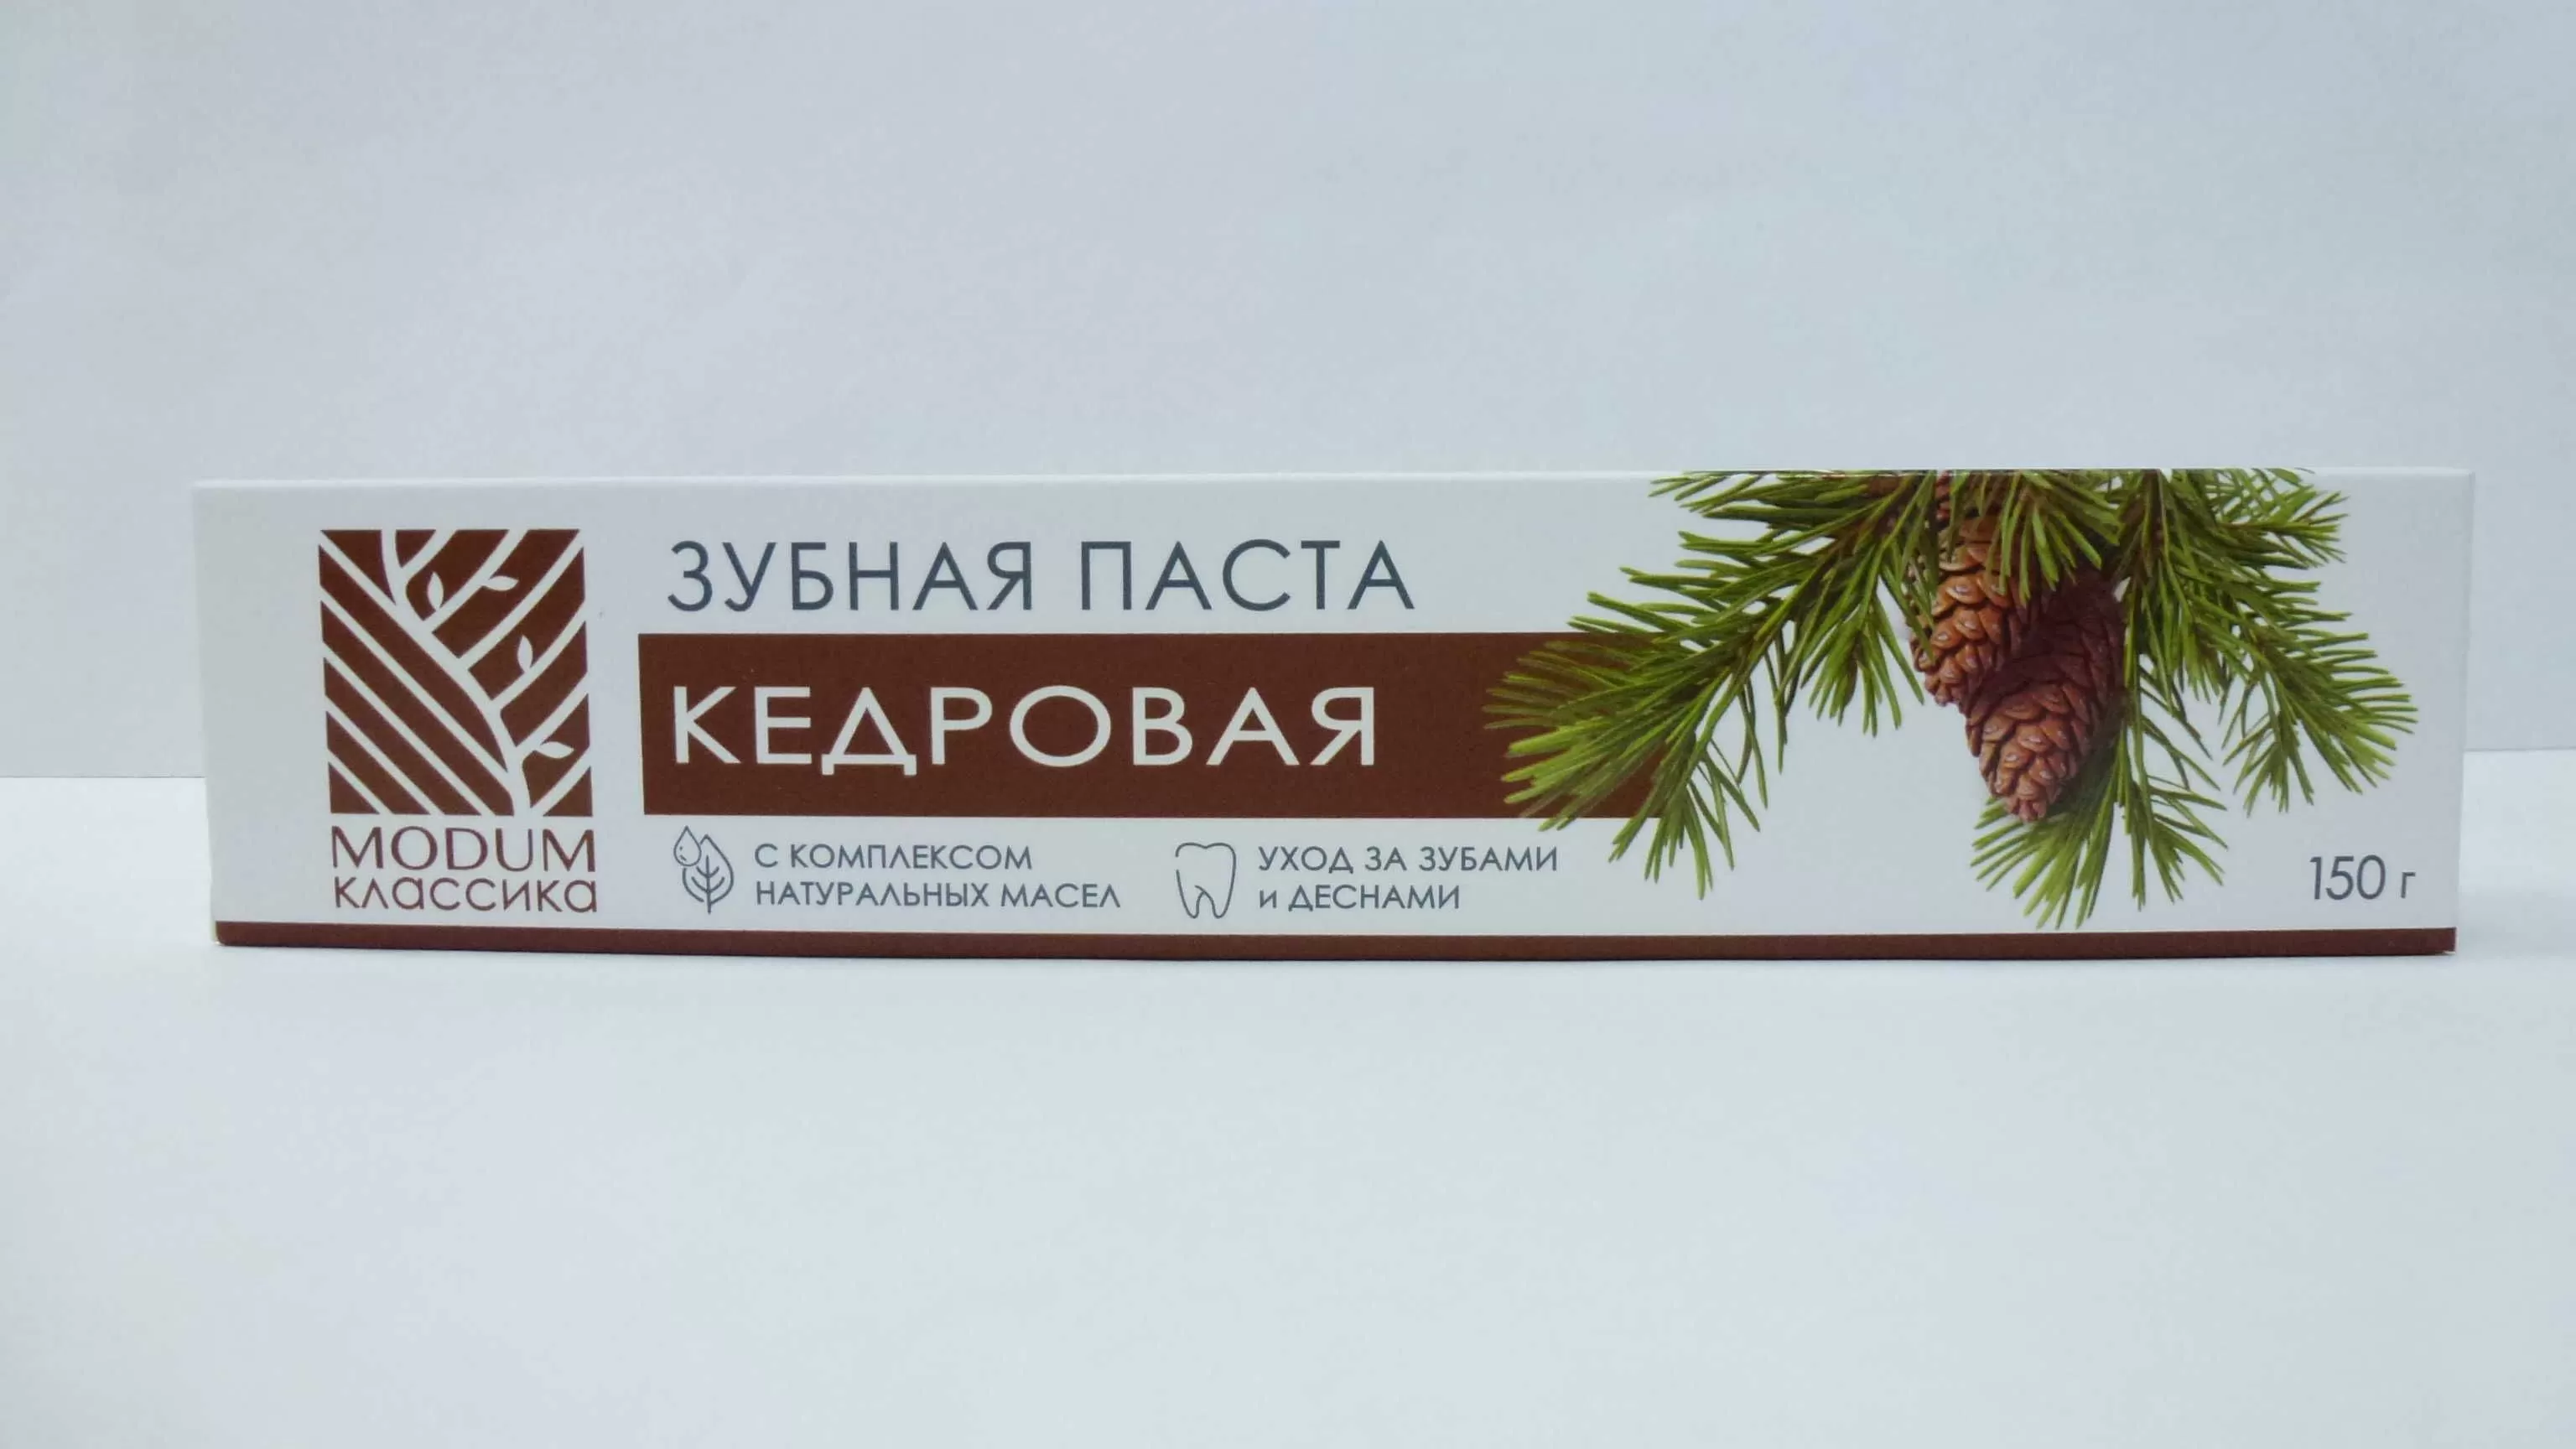 MODUM
классика
ЗУБНАЯ ПАСТА
КЕДРОВАЯ
С КОМПЛЕКСОМ
НАТУРАЛЬНЫХ МАСЕЛ
УХОД ЗА ЗУБАМИ
И ДЕСНАМИ
150 г